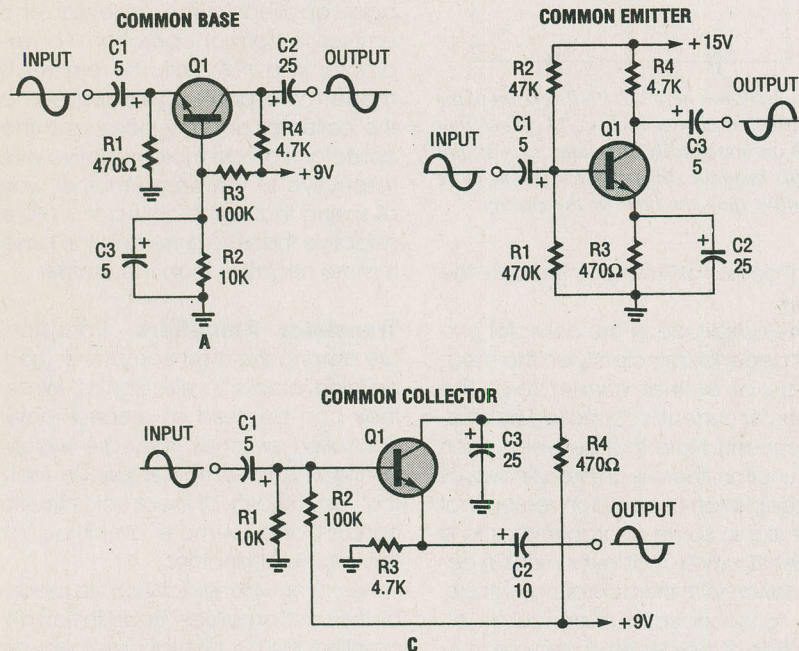 COMMON BASE
INPUT
C1
5
+
Q1
C2
25
+
OUTPUT
R1
470Ω
R4
4.7K
+9V
R3
100K
C3
5
+
R2
10K
A
COMMON EMITTER
+15V
R2
47K
R4
4.7K
OUTPUT
INPUT
C1
5
+
Q1
+
C3
5
R1
470K
R3
470Ω
+
C2
25
COMMON COLLECTOR
INPUT
C1
5
+
Q1
+
C3
25
R4
470Ω
R1
10K
R2
100K
OUTPUT
R3
4.7K
+
C2
10
+9V
C